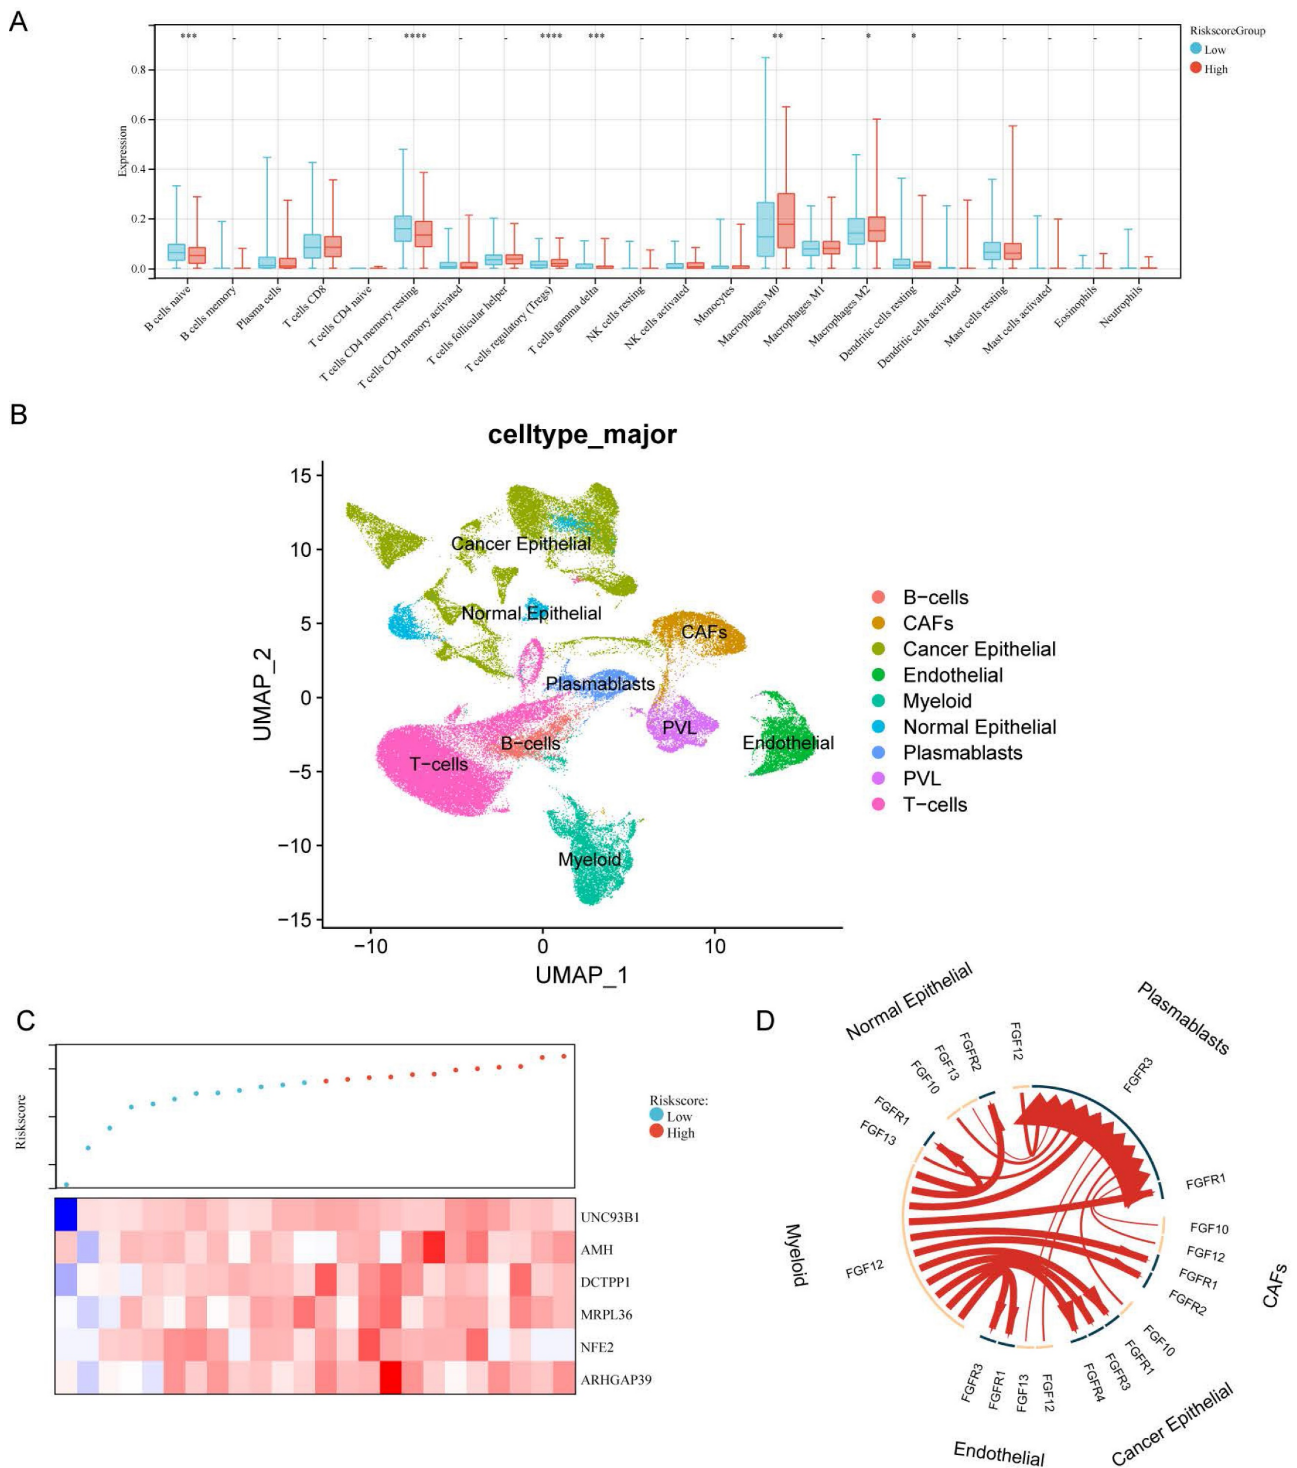 A
*** - - - - **** - - **** *** - - - ** - * * - - - - -
RiskscoreGroup
Low
High
Expression
0.8
0.6
0.4
0.2
0.0
B cells naive
B cells memory
Plasma cells
T cells CD8
T cells CD4 naive
T cells CD4 memory resting
T cells CD4 memory activated
T cells follicular helper
T cells regulatory (Tregs)
T cells gamma delta
NK cells resting
NK cells activated
Monocytes
Macrophages M0
Macrophages M1
Macrophages M2
Dendritic cells resting
Dendritic cells activated
Mast cells resting
Mast cells activated
Eosinophils
Neutrophils
B
celltype_major
15
10
5
0
−5
−10
−15
UMAP_2
−10 0 10
UMAP_1
Cancer Epithelial
Normal Epithelial
CAFs
Plasmablasts
B−cells
PVL
Endothelial
T−cells
Myeloid
B−cells
CAFs
Cancer Epithelial
Endothelial
Myeloid
Normal Epithelial
Plasmablasts
PVL
T−cells
C
Riskscore
Riskscore:
Low
High
UNC93B1
AMH
DCTPP1
MRPL36
NFE2
ARHGAP39
D
Normal Epithelial
Plasmablasts
FGF12
FGFR3
FGFR2
FGF13
FGF10
FGFR1
FGF13
FGFR1
FGF10
FGF12
FGFR1
FGFR2
CAFs
Myeloid
FGF12
FGF10
FGFR1
FGFR3
FGFR4
Cancer Epithelial
FGF12
FGF13
FGFR1
FGFR3
Endothelial